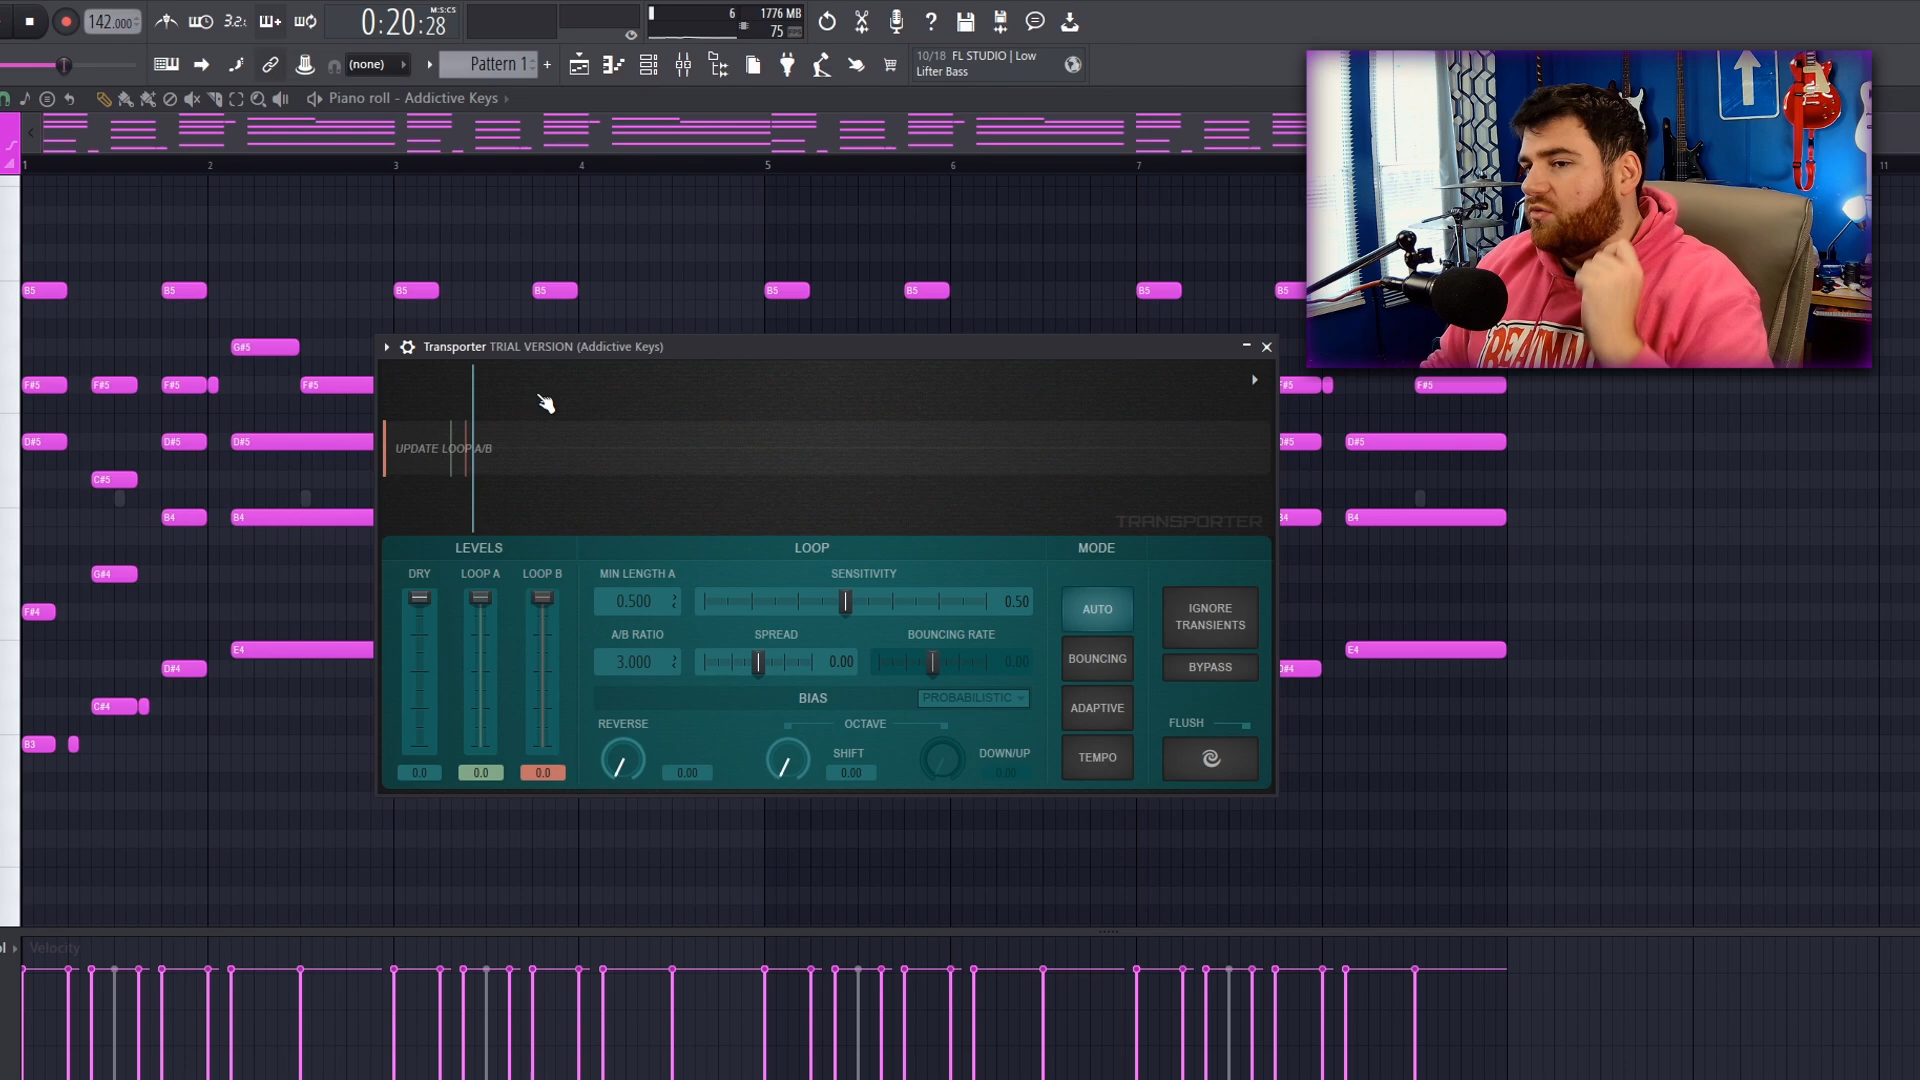 142.000
3.2.
0:20:28
M:S:CS
6
1776 MB
75
(none)
Pattern 1
10/18 FL STUDIO | Low
Lifter Bass
Piano roll - Addictive Keys
1 2 3 4 5 6 7 11
B5 B5 B5 B5 B5 B5 B5 B5
G#5
F#5 F#5 F#5 F#5 F#5 F#5
D#5 D#5 D#5 D#5 D#5
C#5
B4 B4 B4 B4
G#4
F#4
E4 E4
D#4 D#4
C#4
B3
Transporter TRIAL VERSION (Addictive Keys)
UPDATE LOOP A/B
TRANSPORTER
LEVELS
DRY LOOP A LOOP B
0.0 0.0 0.0
LOOP
MIN LENGTH A SENSITIVITY
0.500 0.50
A/B RATIO SPREAD BOUNCING RATE
3.000 0.00 0.00
BIAS PROBABILISTIC
REVERSE OCTAVE
SHIFT DOWN/UP
0.00 0.00 0.00
MODE
AUTO
BOUNCING
ADAPTIVE
TEMPO
IGNORE
TRANSIENTS
BYPASS
FLUSH
Velocity